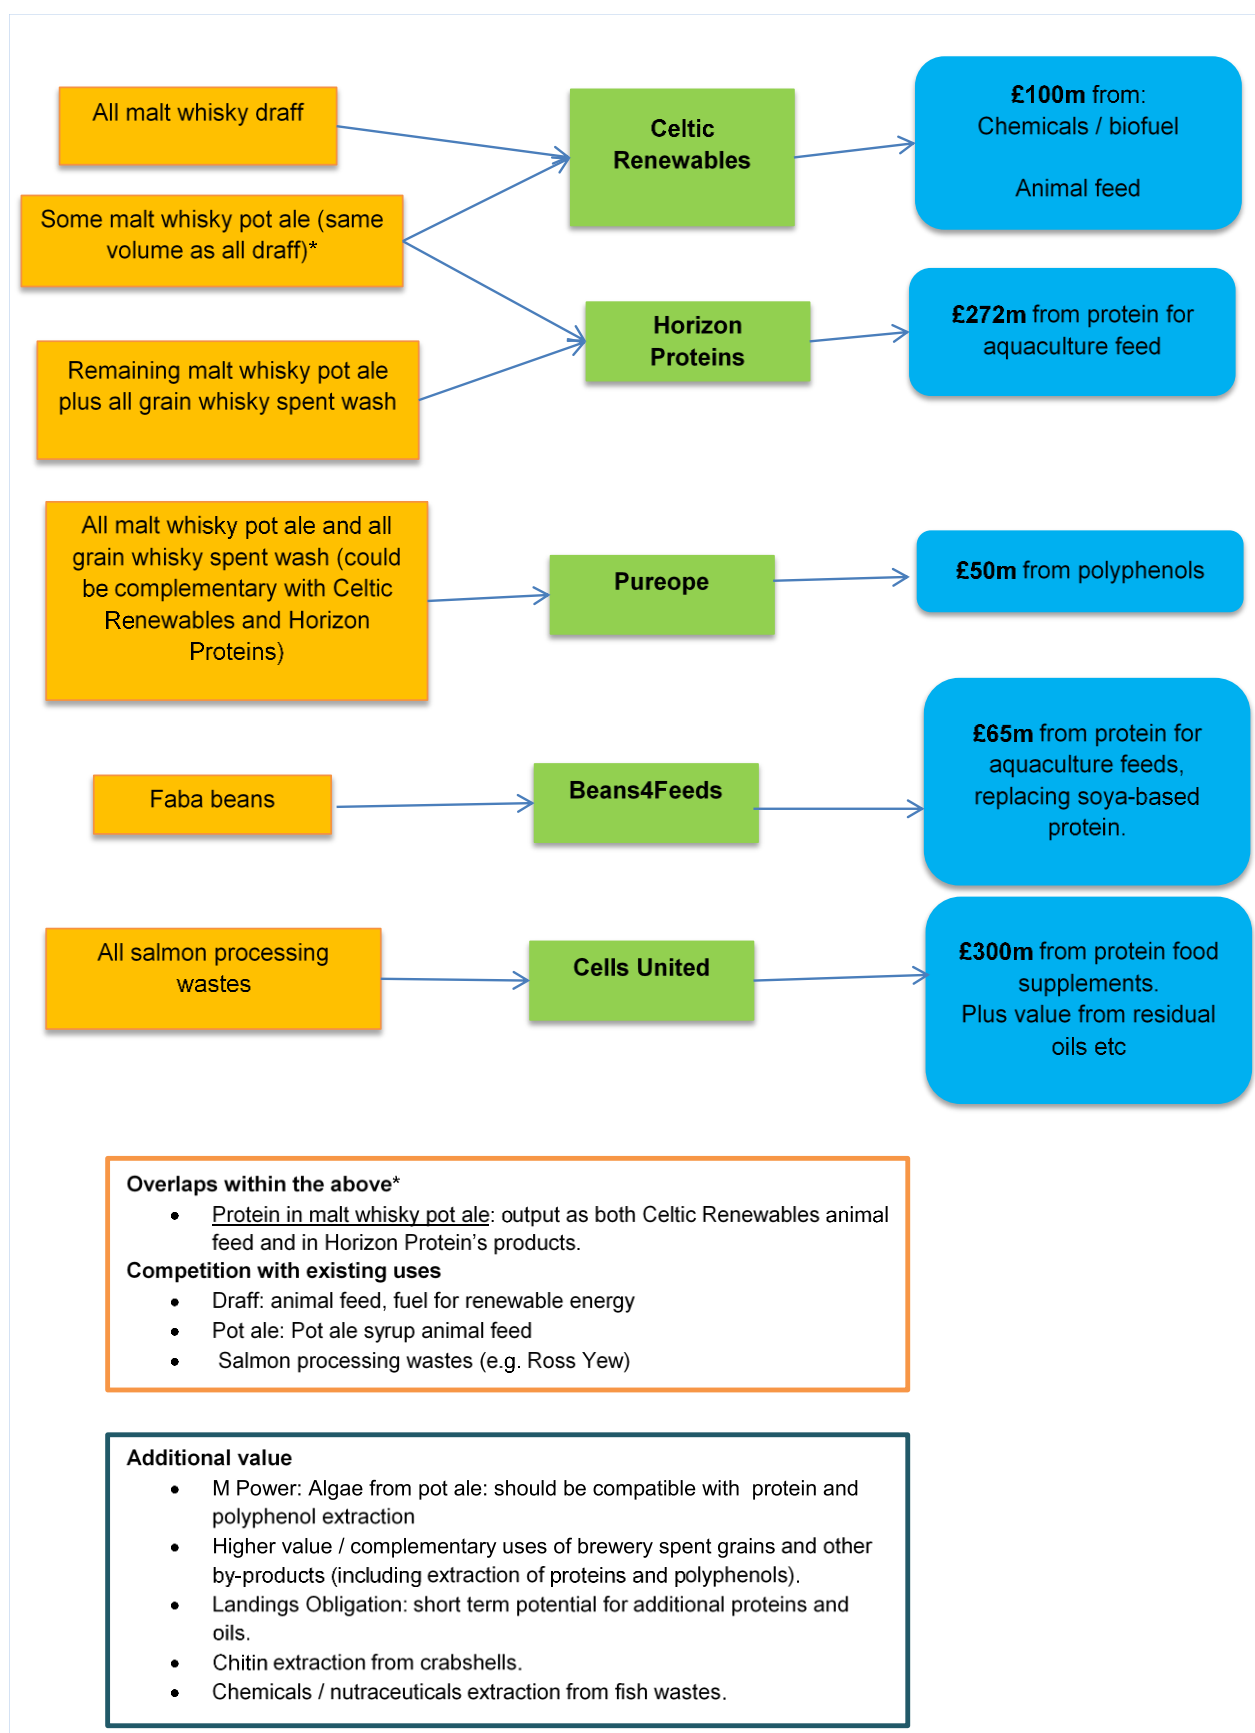 All malt whisky draff
Celtic
Renewables
£100m from:
Chemicals / biofuel
Animal feed
Some malt whisky pot ale (same
volume as all draff)*
Horizon
Proteins
£272m from protein for
aquaculture feed
Remaining malt whisky pot ale
plus all grain whisky spent wash
All malt whisky pot ale and all
grain whisky spent wash (could
be complementary with Celtic
Renewables and Horizon
Proteins)
Pureope
£50m from polyphenols
Faba beans
Beans4Feeds
£65m from protein for
aquaculture feeds,
replacing soya-based
protein.
All salmon processing
wastes
Cells United
£300m from protein food
supplements.
Plus value from residual
oils etc
Overlaps within the above*
• Protein in malt whisky pot ale: output as both Celtic Renewables animal
feed and in Horizon Protein’s products.
Competition with existing uses
• Draff: animal feed, fuel for renewable energy
• Pot ale: Pot ale syrup animal feed
• Salmon processing wastes (e.g. Ross Yew)
Additional value
• M Power: Algae from pot ale: should be compatible with protein and
polyphenol extraction
• Higher value / complementary uses of brewery spent grains and other
by-products (including extraction of proteins and polyphenols).
• Landings Obligation: short term potential for additional proteins and
oils.
• Chitin extraction from crabshells.
• Chemicals / nutraceuticals extraction from fish wastes.